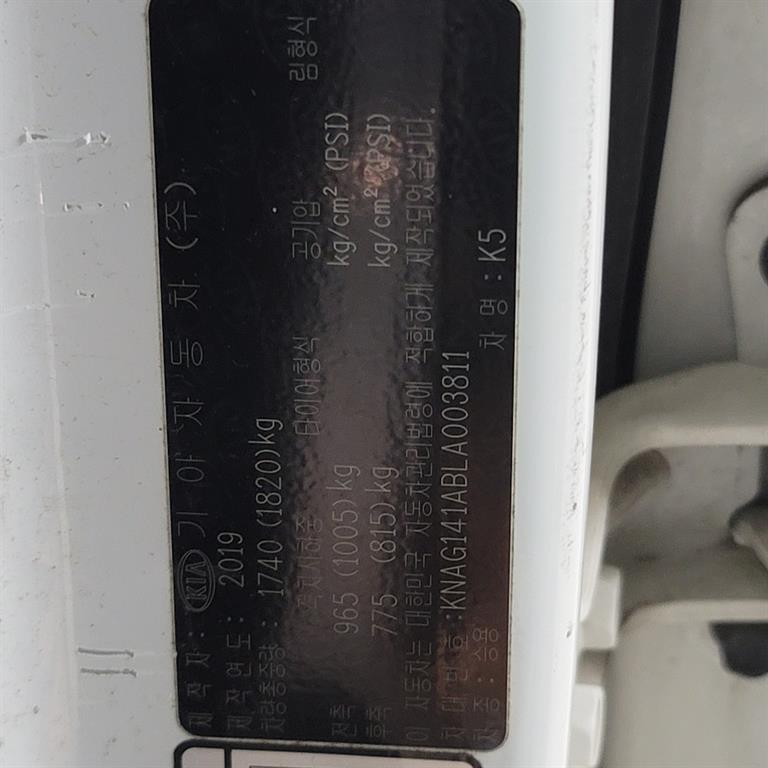 제 작 자 : KIA 기 아 자 동 차 (주)
제 작 연 도 : 2019
차량총중량 : 1740 (1820)kg
적차시하중 타이어형식 공기압 림형식
전축 965 (1005)kg kg/cm² (PSI)
후축 775 (815)kg kg/cm² (PSI)
이 자동차는 대한민국 자동차관리법령에 적합하게 제작되었습니다.
차 대 번 호 :KNAG141ABLA003811
차 종 : 승용 차 명 : K5